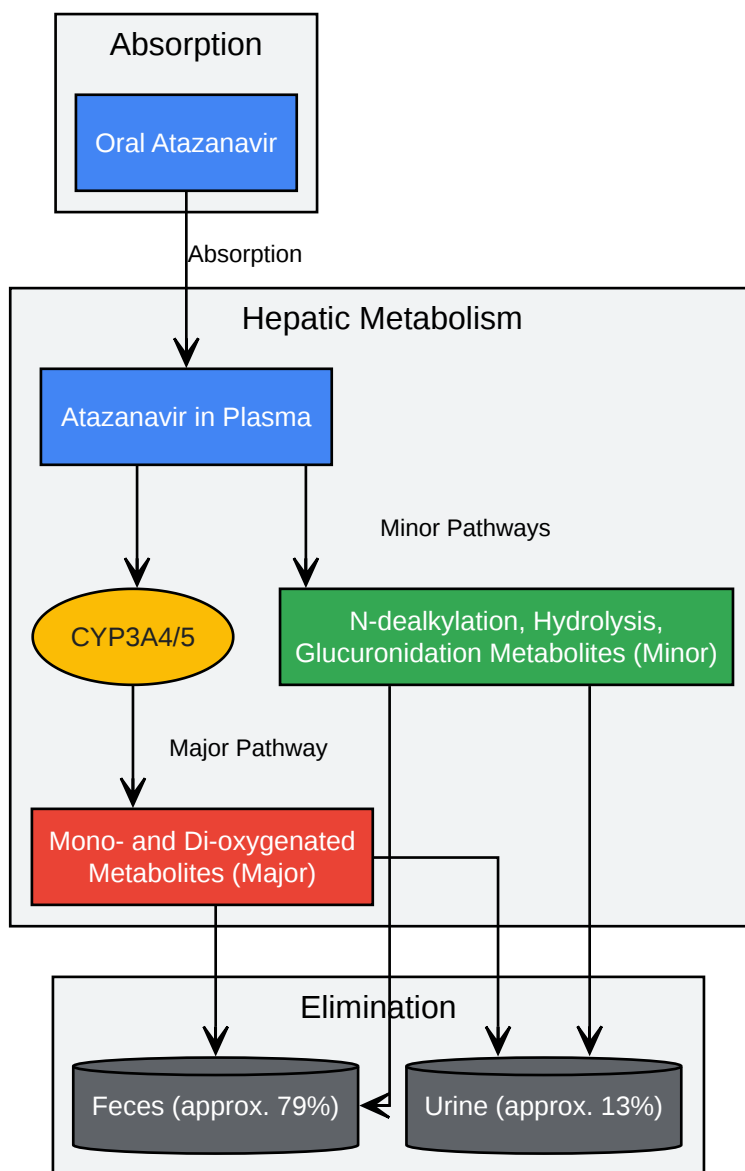 Absorption
Oral Atazanavir
Absorption
Hepatic Metabolism
Atazanavir in Plasma
Minor Pathways
CYP3A4/5
N-dealkylation, Hydrolysis,
Glucuronidation Metabolites (Minor)
Major Pathway
Mono- and Di-oxygenated
Metabolites (Major)
Elimination
Feces (approx. 79%)
Urine (approx. 13%)